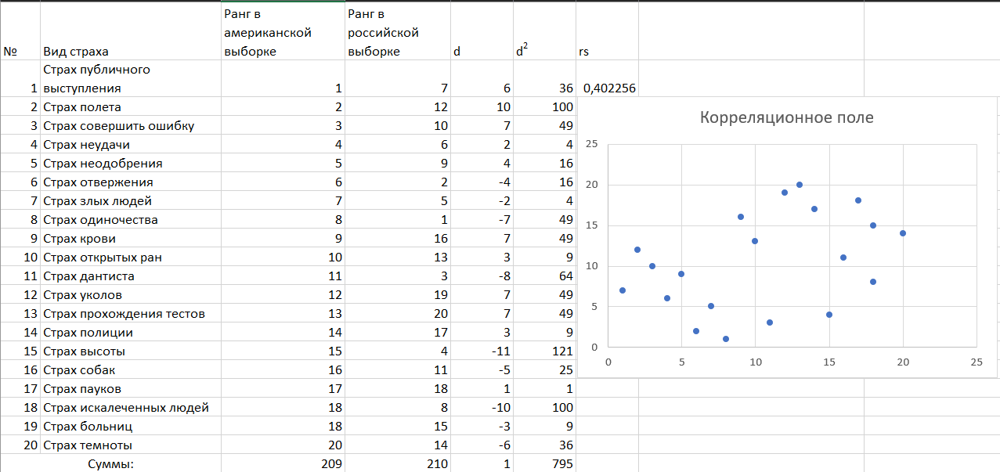 Ранг в
американской
выборке
Ранг в
российской
выборке
№ Вид страха d d² rs
Страх публичного
1 выступления 1 7 6 36 0,402256
2 Страх полета 2 12 10 100
3 Страх совершить ошибку 3 10 7 49
4 Страх неудачи 4 6 2 4
5 Страх неодобрения 5 9 4 16
6 Страх отвержения 6 2 -4 16
7 Страх злых людей 7 5 -2 4
8 Страх одиночества 8 1 -7 49
9 Страх крови 9 16 7 49
10 Страх открытых ран 10 13 3 9
11 Страх дантиста 11 3 -8 64
12 Страх уколов 12 19 7 49
13 Страх прохождения тестов 13 20 7 49
14 Страх полиции 14 17 3 9
15 Страх высоты 15 4 -11 121
16 Страх собак 16 11 -5 25
17 Страх пауков 17 18 1 1
18 Страх искалеченных людей 18 8 -10 100
19 Страх больниц 18 15 -3 9
20 Страх темноты 20 14 -6 36
Суммы: 209 210 1 795
Корреляционное поле
25
20
15
10
5
0
0 5 10 15 20 25